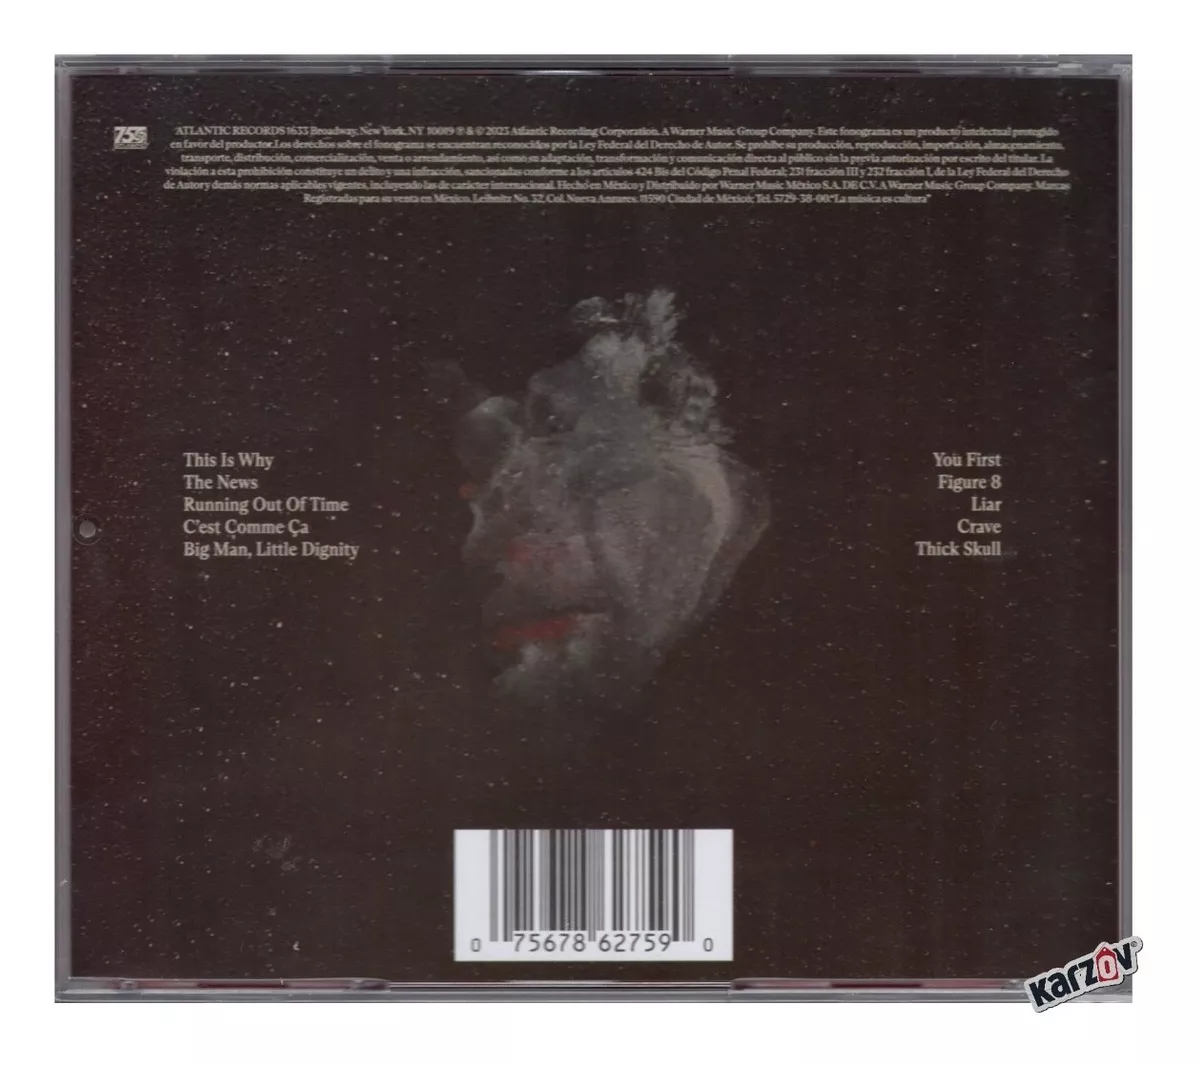 75
ATLANTIC RECORDS 1633 Broadway, New York, NY 10019 ℗ & © 2023 Atlantic Recording Corporation. A Warner Music Group Company. Este fonograma es un producto intelectual protegido
en favor del productor. Los derechos sobre el fonograma se encuentran reconocidos por la Ley Federal del Derecho de Autor. Se prohibe su producción, reproducción, importación, almacenamiento,
transporte, distribución, comercialización, venta o arrendamiento, así como su adaptación, transformación y comunicación directa al público sin la previa autorización por escrito del titular. La
violación a ésta prohibición constituye un delito y una infracción, sancionados conforme a los artículos 424 Bis del Código Penal Federal; 231 fracción III y 232 fracción I, de la Ley Federal del Derecho
de Autor y demás normas aplicables vigentes, incluyendo las de carácter internacional. Hecho en México y Distribuido por Warner Music México S.A. DE C.V. A Warner Music Group Company. Marcas
Registradas para su venta en México. Leibnitz No. 32, Col. Nueva Anzures, 11590 Ciudad de México; Tel. 5729-38-00. "La música es cultura"
This Is Why
The News
Running Out Of Time
C'est Comme Ça
Big Man, Little Dignity
You First
Figure 8
Liar
Crave
Thick Skull
0 75678 62759 0
Karzov